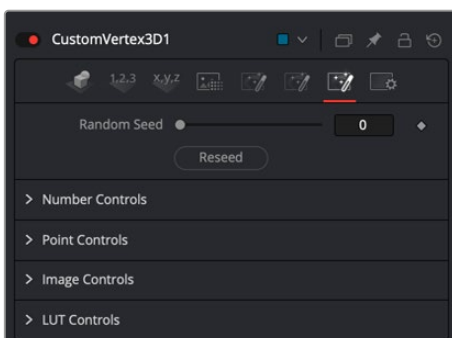 CustomVertex3D1
1,2,3 x,y,z
Random Seed 0
Reseed
Number Controls
Point Controls
Image Controls
LUT Controls